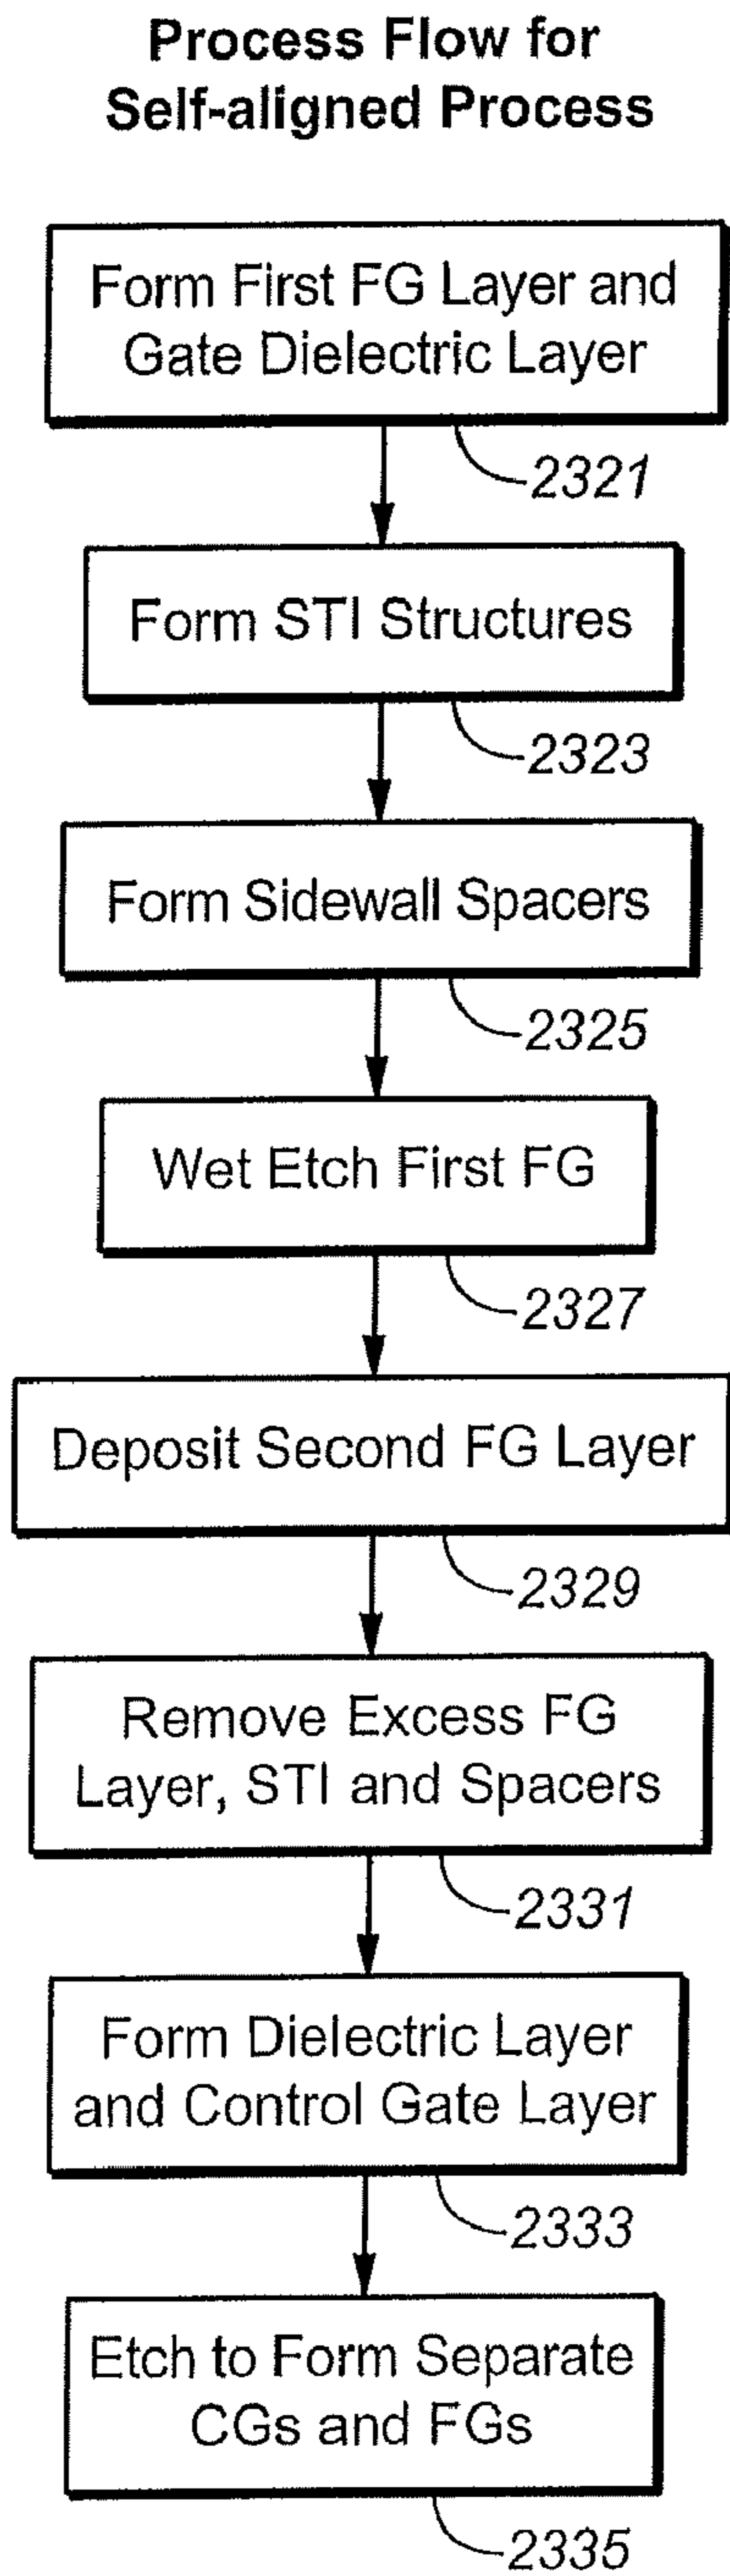 Process Flow for
Self-aligned Process
Form First FG Layer and
Gate Dielectric Layer
2321
Form STI Structures
2323
Form Sidewall Spacers
2325
Wet Etch First FG
2327
Deposit Second FG Layer
2329
Remove Excess FG
Layer, STI and Spacers
2331
Form Dielectric Layer
and Control Gate Layer
2333
Etch to Form Separate
CGs and FGs
2335